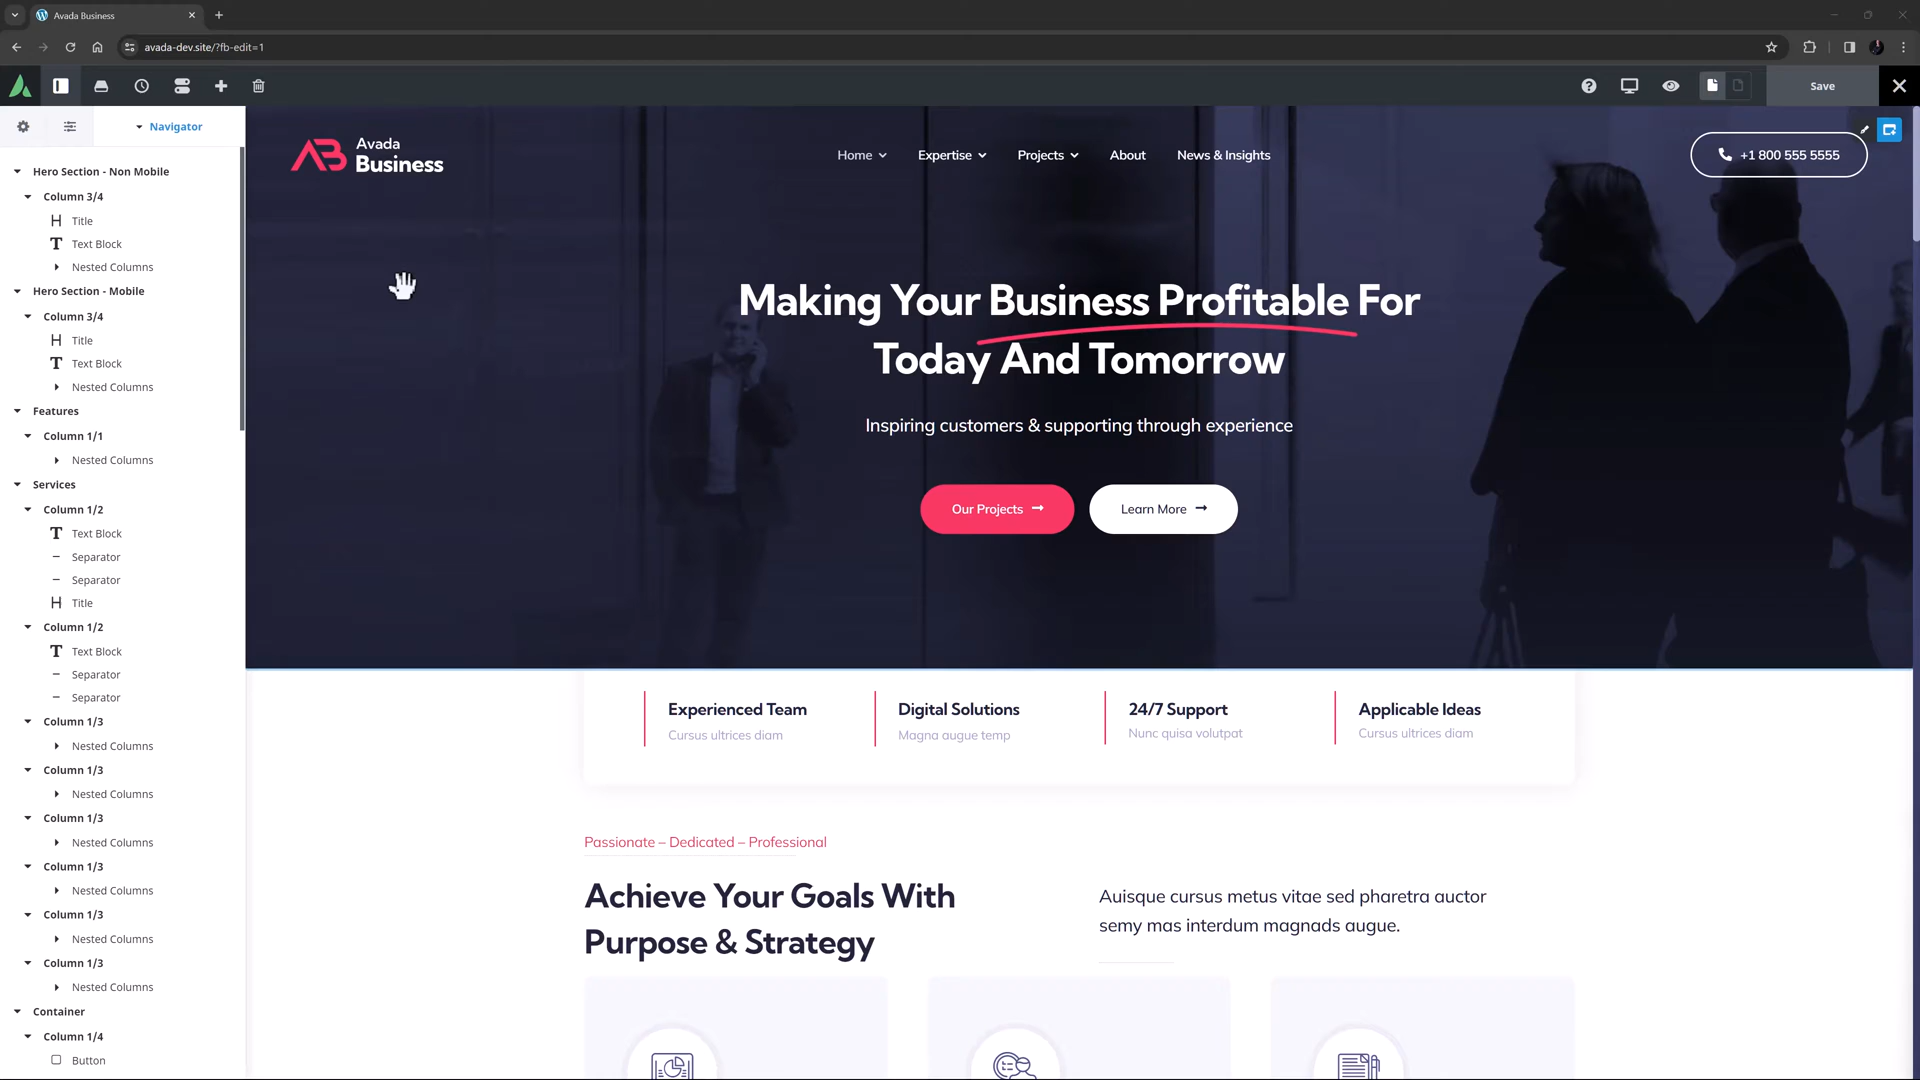 Avada Business
avada-dev.site/?fb-edit=1
Save
Navigator
Hero Section - Non Mobile
Column 3/4
Title
Text Block
Nested Columns
Hero Section - Mobile
Column 3/4
Title
Text Block
Nested Columns
Features
Column 1/1
Nested Columns
Services
Column 1/2
Text Block
Separator
Separator
Title
Column 1/2
Text Block
Separator
Separator
Column 1/3
Nested Columns
Column 1/3
Nested Columns
Column 1/3
Nested Columns
Column 1/3
Nested Columns
Column 1/3
Nested Columns
Column 1/3
Nested Columns
Container
Column 1/4
Button
AB Avada
Business
Home Expertise Projects About News & Insights
+1 800 555 5555
Making Your Business Profitable For
Today And Tomorrow
Inspiring customers & supporting through experience
Our Projects
Learn More
Experienced Team
Cursus ultrices diam
Digital Solutions
Magna augue temp
24/7 Support
Nunc quisa volutpat
Applicable Ideas
Cursus ultrices diam
Passionate – Dedicated – Professional
Achieve Your Goals With
Purpose & Strategy
Auisque cursus metus vitae sed pharetra auctor
semy mas interdum magnads augue.